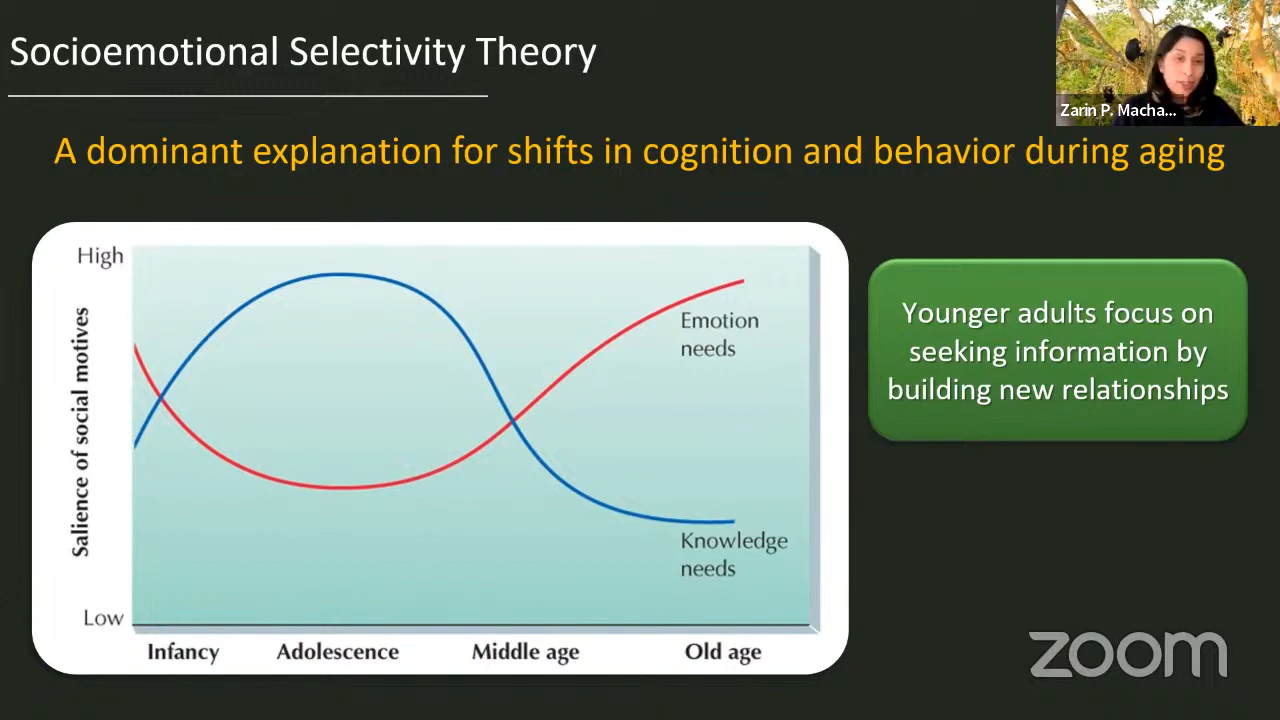 Socioemotional Selectivity Theory
Zarin P. Macha...
A dominant explanation for shifts in cognition and behavior during aging
High
Salience of social motives
Low
Emotion
needs
Knowledge
needs
Infancy
Adolescence
Middle age
Old age
Younger adults focus on
seeking information by
building new relationships
zoom